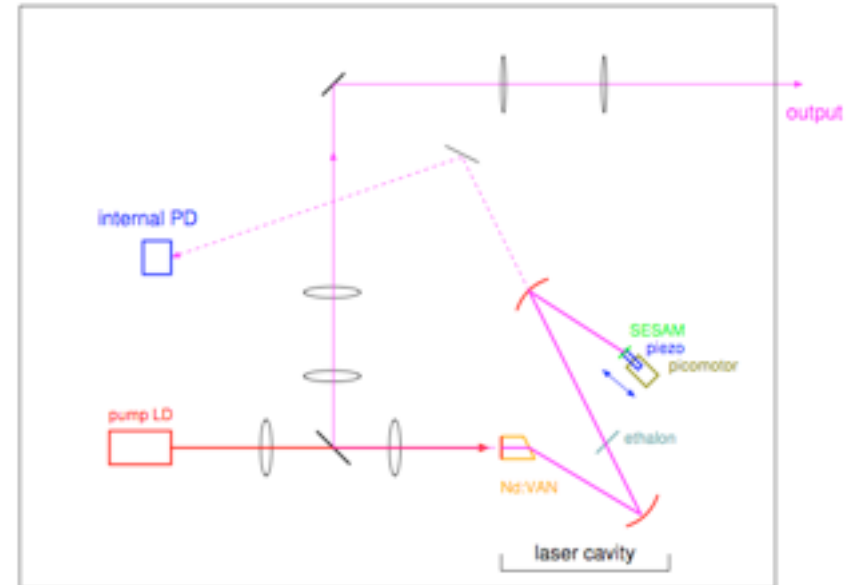 output
internal PD
SESAM
piezo
picomotor
pump LD
ethalon
Nd:VAN
laser cavity